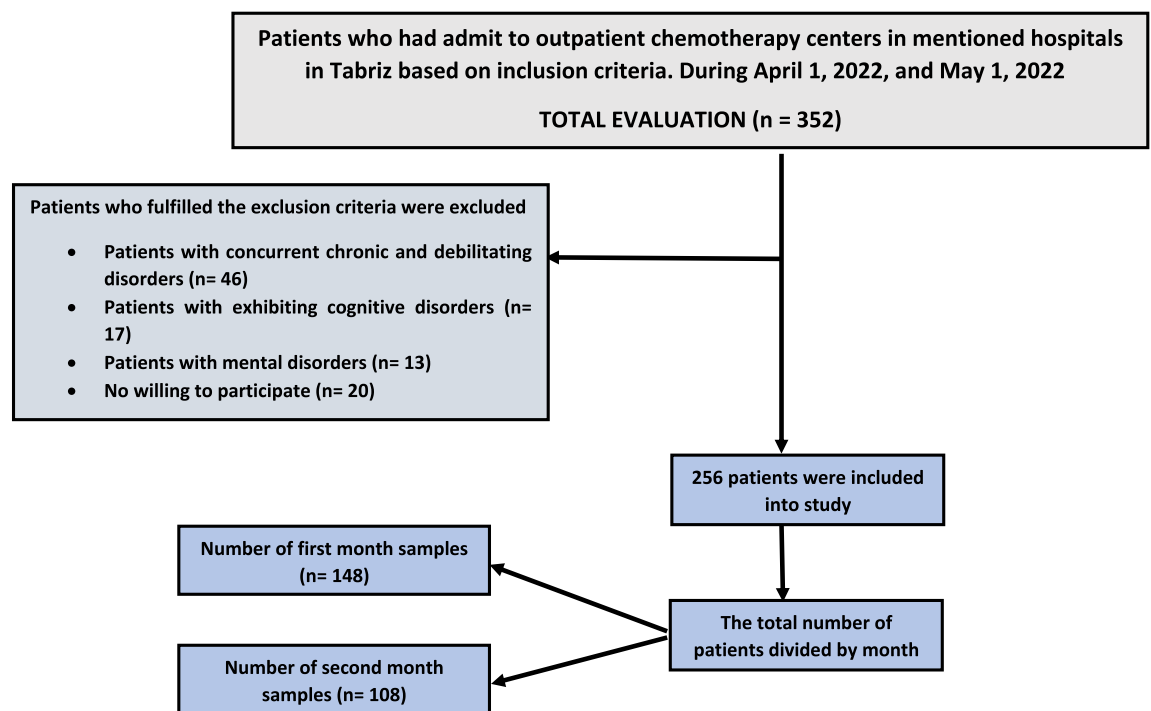 Patients who had admit to outpatient chemotherapy centers in mentioned hospitals
in Tabriz based on inclusion criteria. During April 1, 2022, and May 1, 2022
TOTAL EVALUATION (n = 352)
Patients who fulfilled the exclusion criteria were excluded
• Patients with concurrent chronic and debilitating
disorders (n= 46)
• Patients with exhibiting cognitive disorders (n=
17)
• Patients with mental disorders (n= 13)
• No willing to participate (n= 20)
256 patients were included
into study
Number of first month samples
(n= 148)
The total number of
patients divided by month
Number of second month
samples (n= 108)